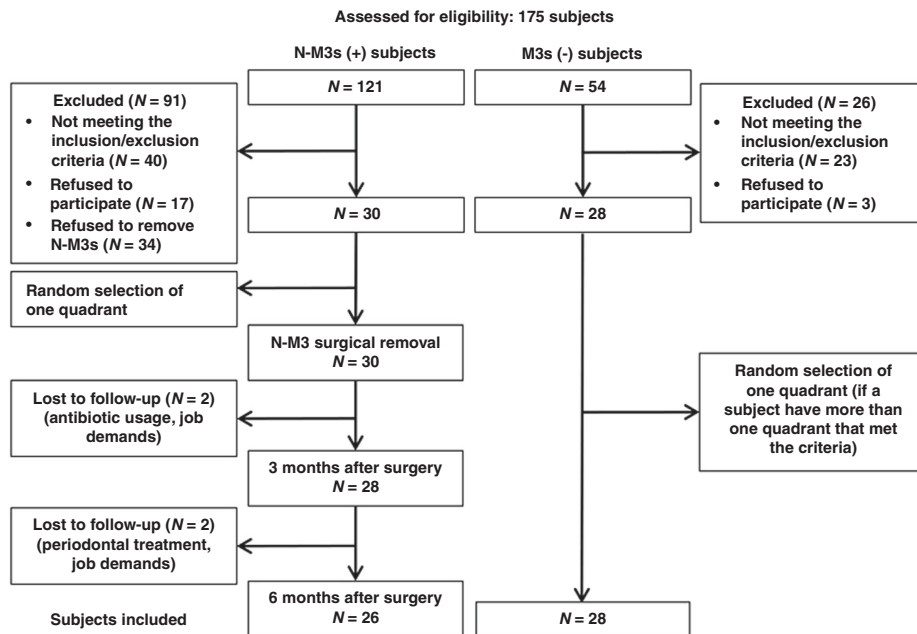 Assessed for eligibility: 175 subjects
N-M3s (+) subjects
N = 121
M3s (-) subjects
N = 54
Excluded (N = 91)
• Not meeting the
inclusion/exclusion
criteria (N = 40)
• Refused to
participate (N = 17)
• Refused to remove
N-M3s (N = 34)
Excluded (N = 26)
• Not meeting the
inclusion/exclusion
criteria (N = 23)
• Refused to
participate (N = 3)
N = 30
N = 28
Random selection of
one quadrant
N-M3 surgical removal
N = 30
Random selection of
one quadrant (if a
subject have more than
one quadrant that met
the criteria)
Lost to follow-up (N = 2)
(antibiotic usage, job
demands)
3 months after surgery
N = 28
Lost to follow-up (N = 2)
(periodontal treatment,
job demands)
6 months after surgery
N = 26
Subjects included
N = 28